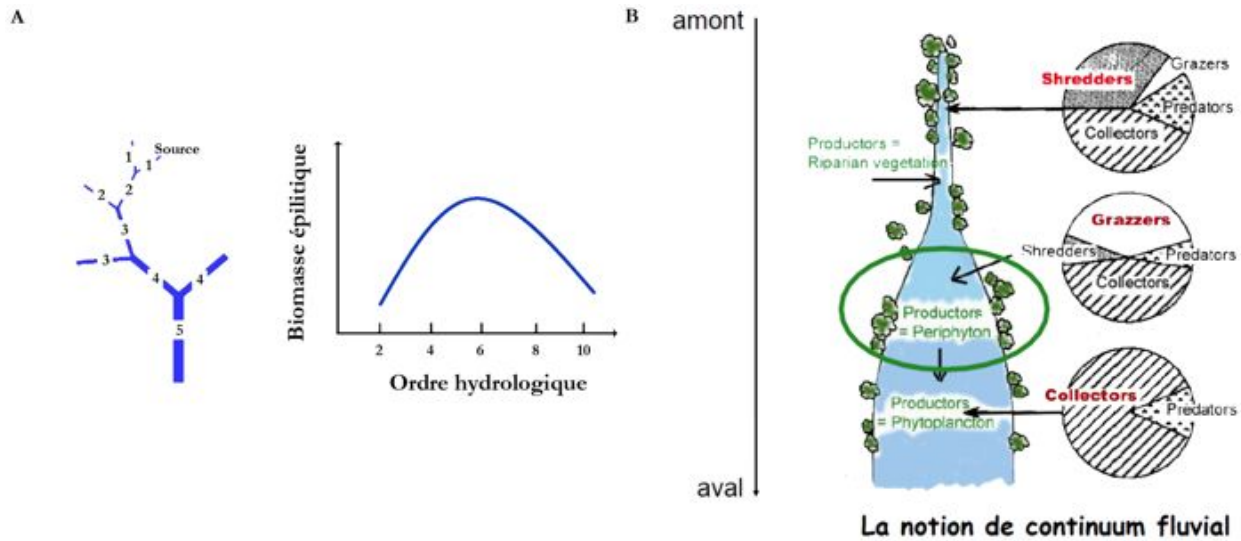 A
Source
1
1
2
2
3
3
4
4
5
Biomasse épilitique
2
4
6
8
10
Ordre hydrologique
B
amont
Productors =
Riparian vegetation
Shredders
Grazers
Predators
Collectors
Grazzers
Shredders
Predators
Collectors
Productors
= Periphyton
Productors
= Phytoplancton
Collectors
Predators
aval
La notion de continuum fluvial